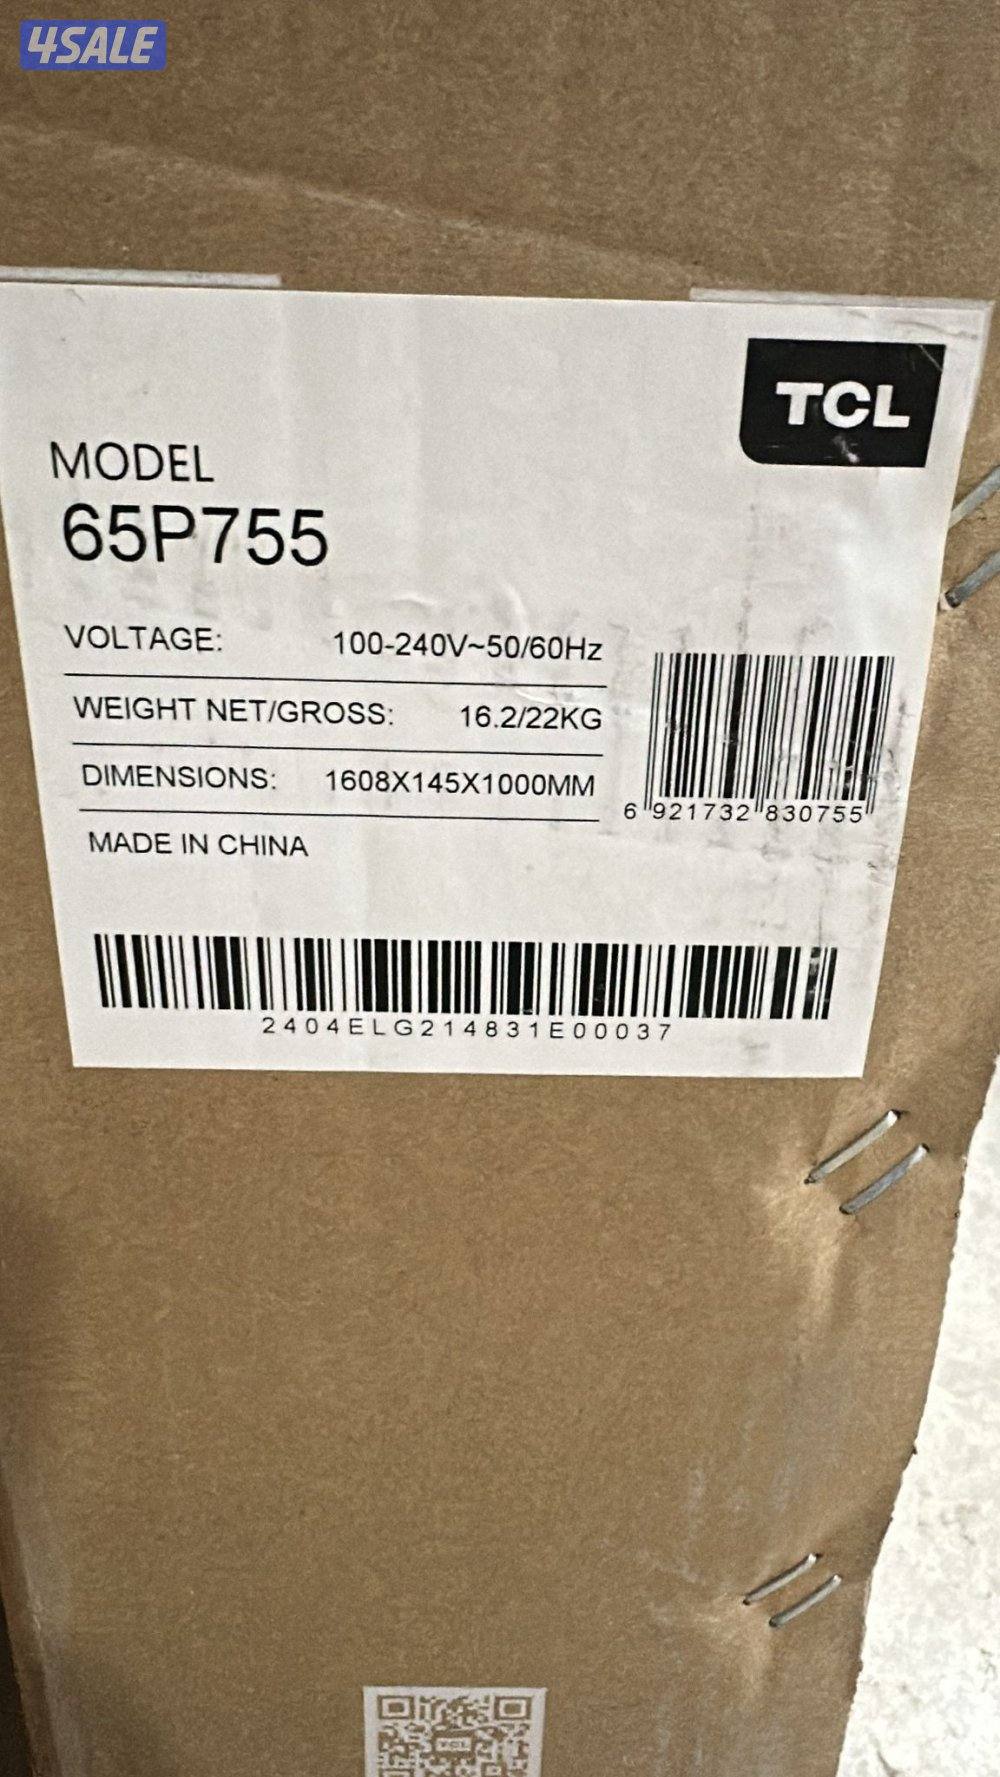 4SALE
TCL
MODEL
65P755
VOLTAGE: 100-240V~50/60Hz
WEIGHT NET/GROSS: 16.2/22KG
DIMENSIONS: 1608X145X1000MM
6 921732 830755
MADE IN CHINA
2404ELG214831E00037
TCL